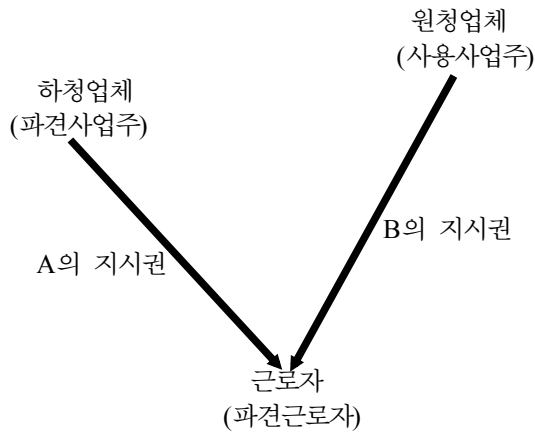 원청업체
(사용사업주)
하청업체
(파견사업주)
B의 지시권
A의 지시권
근로자
(파견근로자)